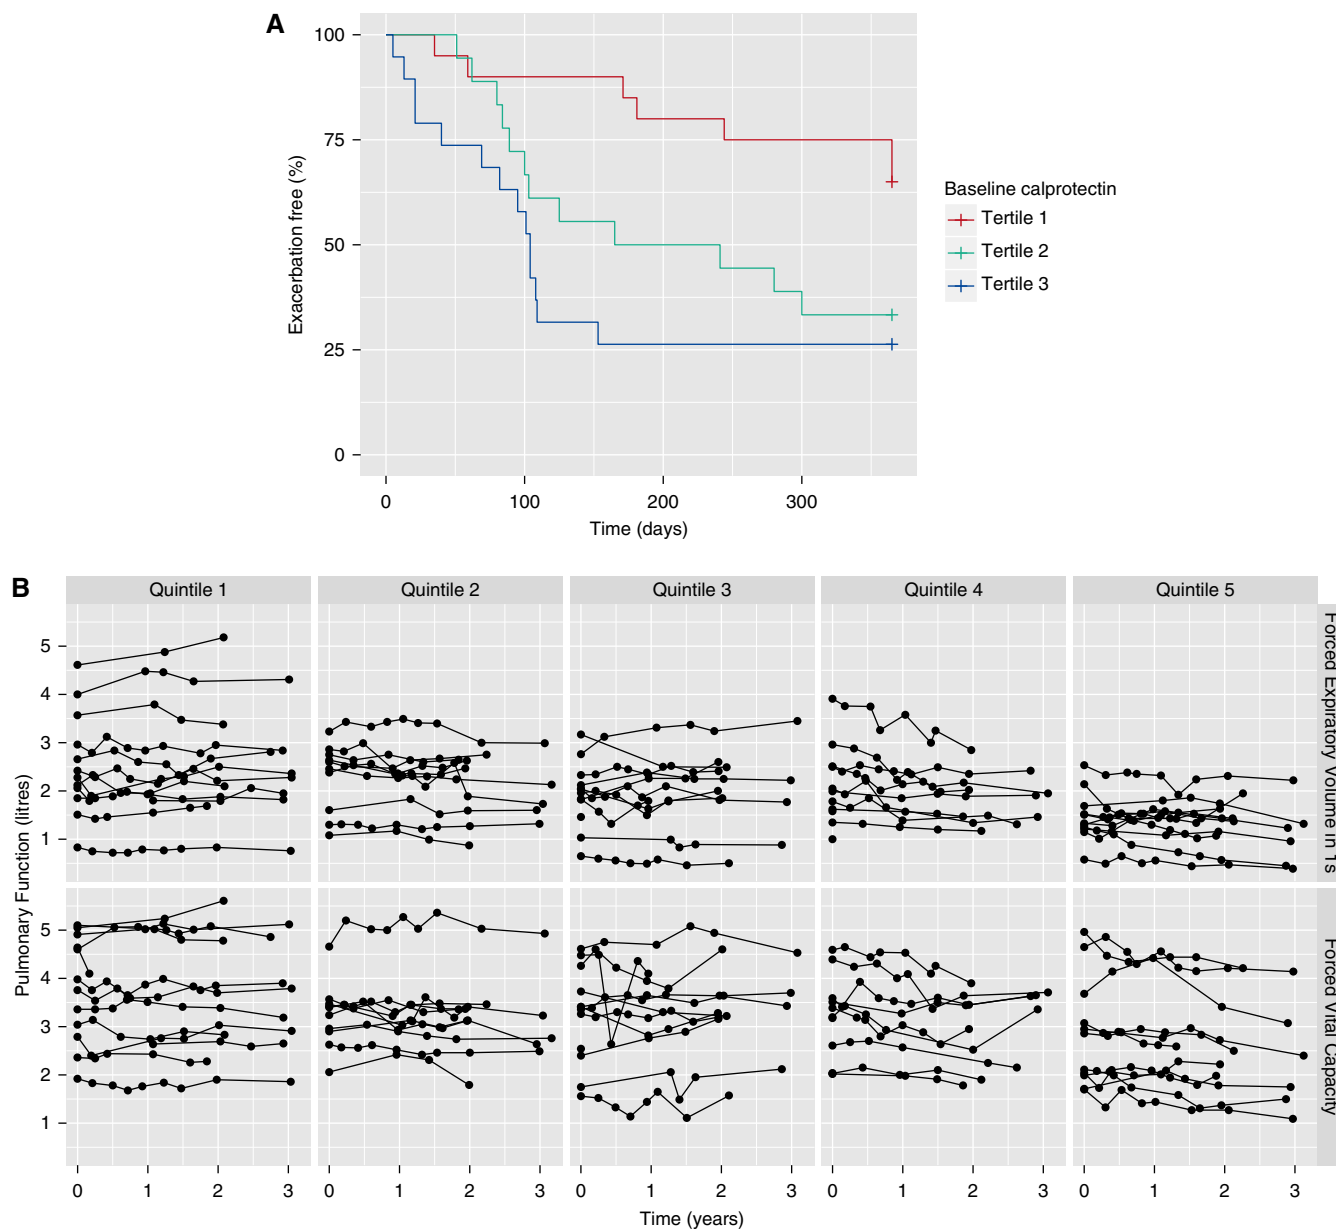 A
100
75
50
25
0
Exacerbation free (%)
0 100 200 300
Time (days)
Baseline calprotectin
Tertile 1
Tertile 2
Tertile 3
B
Quintile 1 Quintile 2 Quintile 3 Quintile 4 Quintile 5
5
4
3
2
1
Forced Expiratory Volume in 1s
Pulmonary Function (litres)
5
4
3
2
1
Forced Vital Capacity
0 1 2 3 0 1 2 3 0 1 2 3 0 1 2 3 0 1 2 3
Time (years)